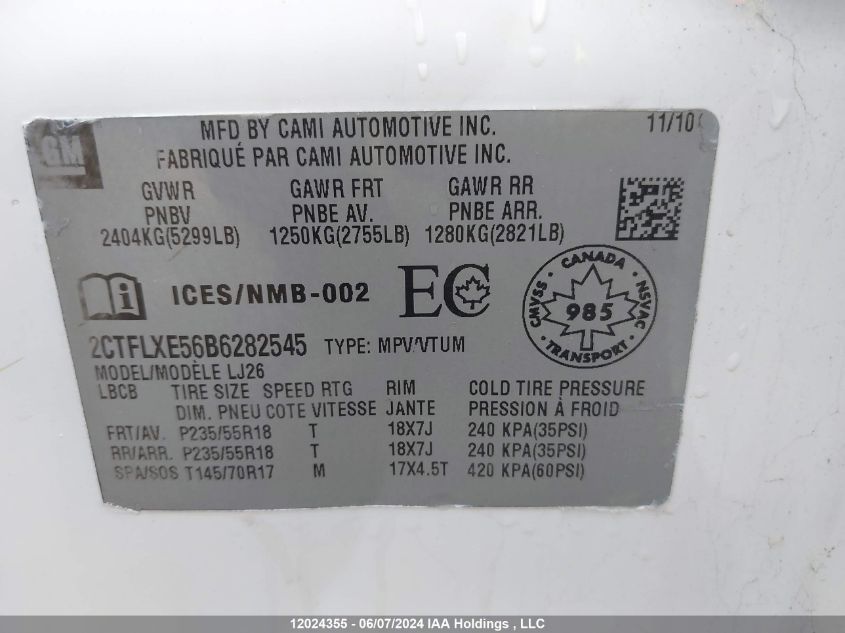 GM
MFD BY CAMI AUTOMOTIVE INC. 11/10
FABRIQUÉ PAR CAMI AUTOMOTIVE INC.
GVWR GAWR FRT GAWR RR
PNBV PNBE AV. PNBE ARR.
2404KG(5299LB) 1250KG(2755LB) 1280KG(2821LB)
i ICES/NMB-002 EC
CANADA
CMVSS 985 NSVAC
TRANSPORT
2CTFLXE56B6282545 TYPE: MPV/VTUM
MODEL/MODÈLE LJ26
LBCB TIRE SIZE SPEED RTG RIM COLD TIRE PRESSURE
DIM. PNEU COTE VITESSE JANTE PRESSION À FROID
FRT/AV. P235/55R18 T 18X7J 240 KPA(35PSI)
RR/ARR. P235/55R18 T 18X7J 240 KPA(35PSI)
SPA/SOS T145/70R17 M 17X4.5T 420 KPA(60PSI)
12024355 - 06/07/2024 IAA Holdings , LLC